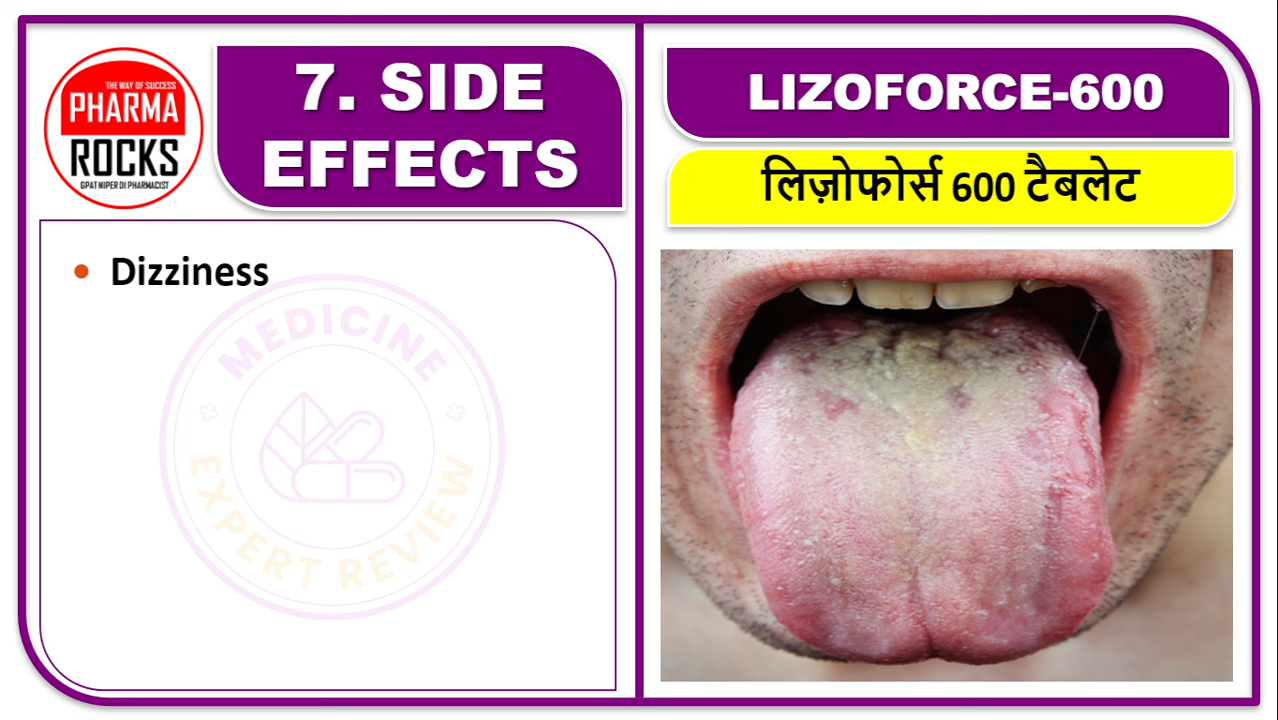 THE WAY OF SUCCESS
PHARMA
ROCKS
GPAT NIPER DI PHARMACIST
7. SIDE
EFFECTS
LIZOFORCE-600
लिज़ोफोर्स 600 टैबलेट
• Dizziness
MEDICINE
EXPERT REVIEW